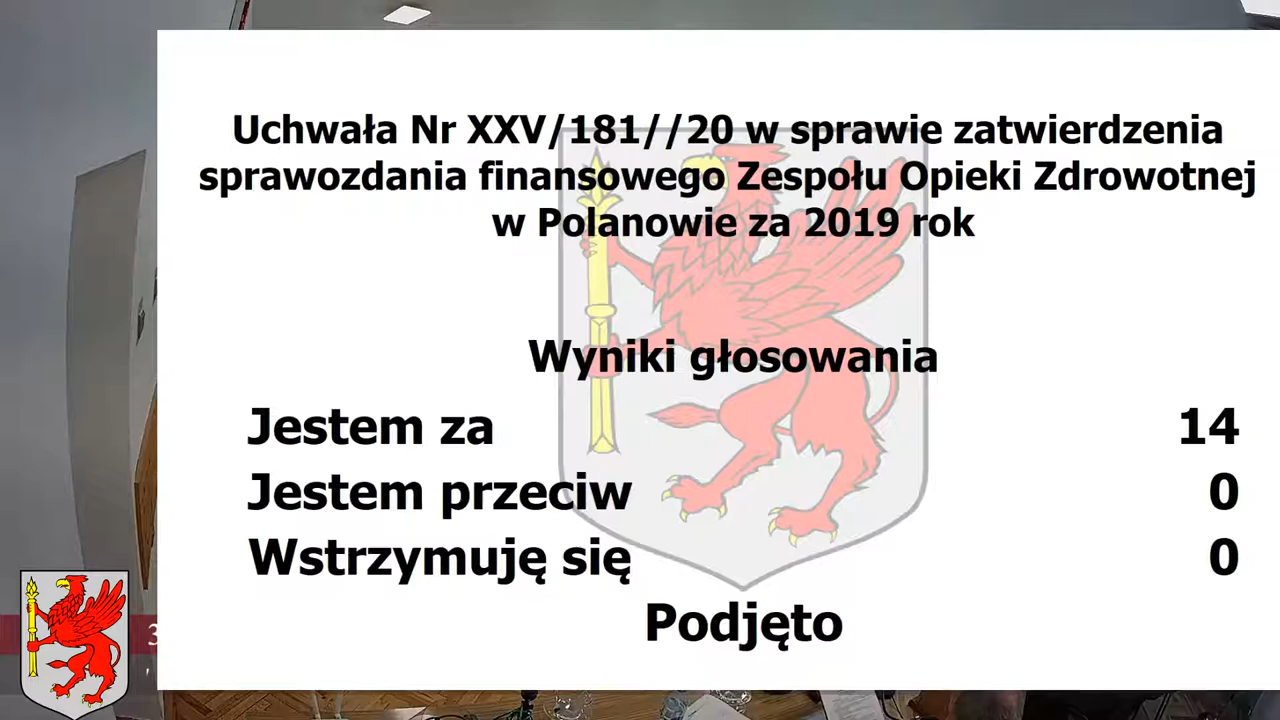 Uchwała Nr XXV/181//20 w sprawie zatwierdzenia
sprawozdania finansowego Zespołu Opieki Zdrowotnej
w Polanowie za 2019 rok
Wyniki głosowania
Jestem za 14
Jestem przeciw 0
Wstrzymuję się 0
Podjęto
3